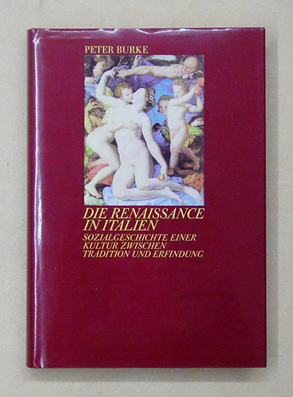 PETER BURKE
DIE RENAISSANCE
IN ITALIEN
SOZIALGESCHICHTE EINER
KULTUR ZWISCHEN
TRADITION UND ERFINDUNG